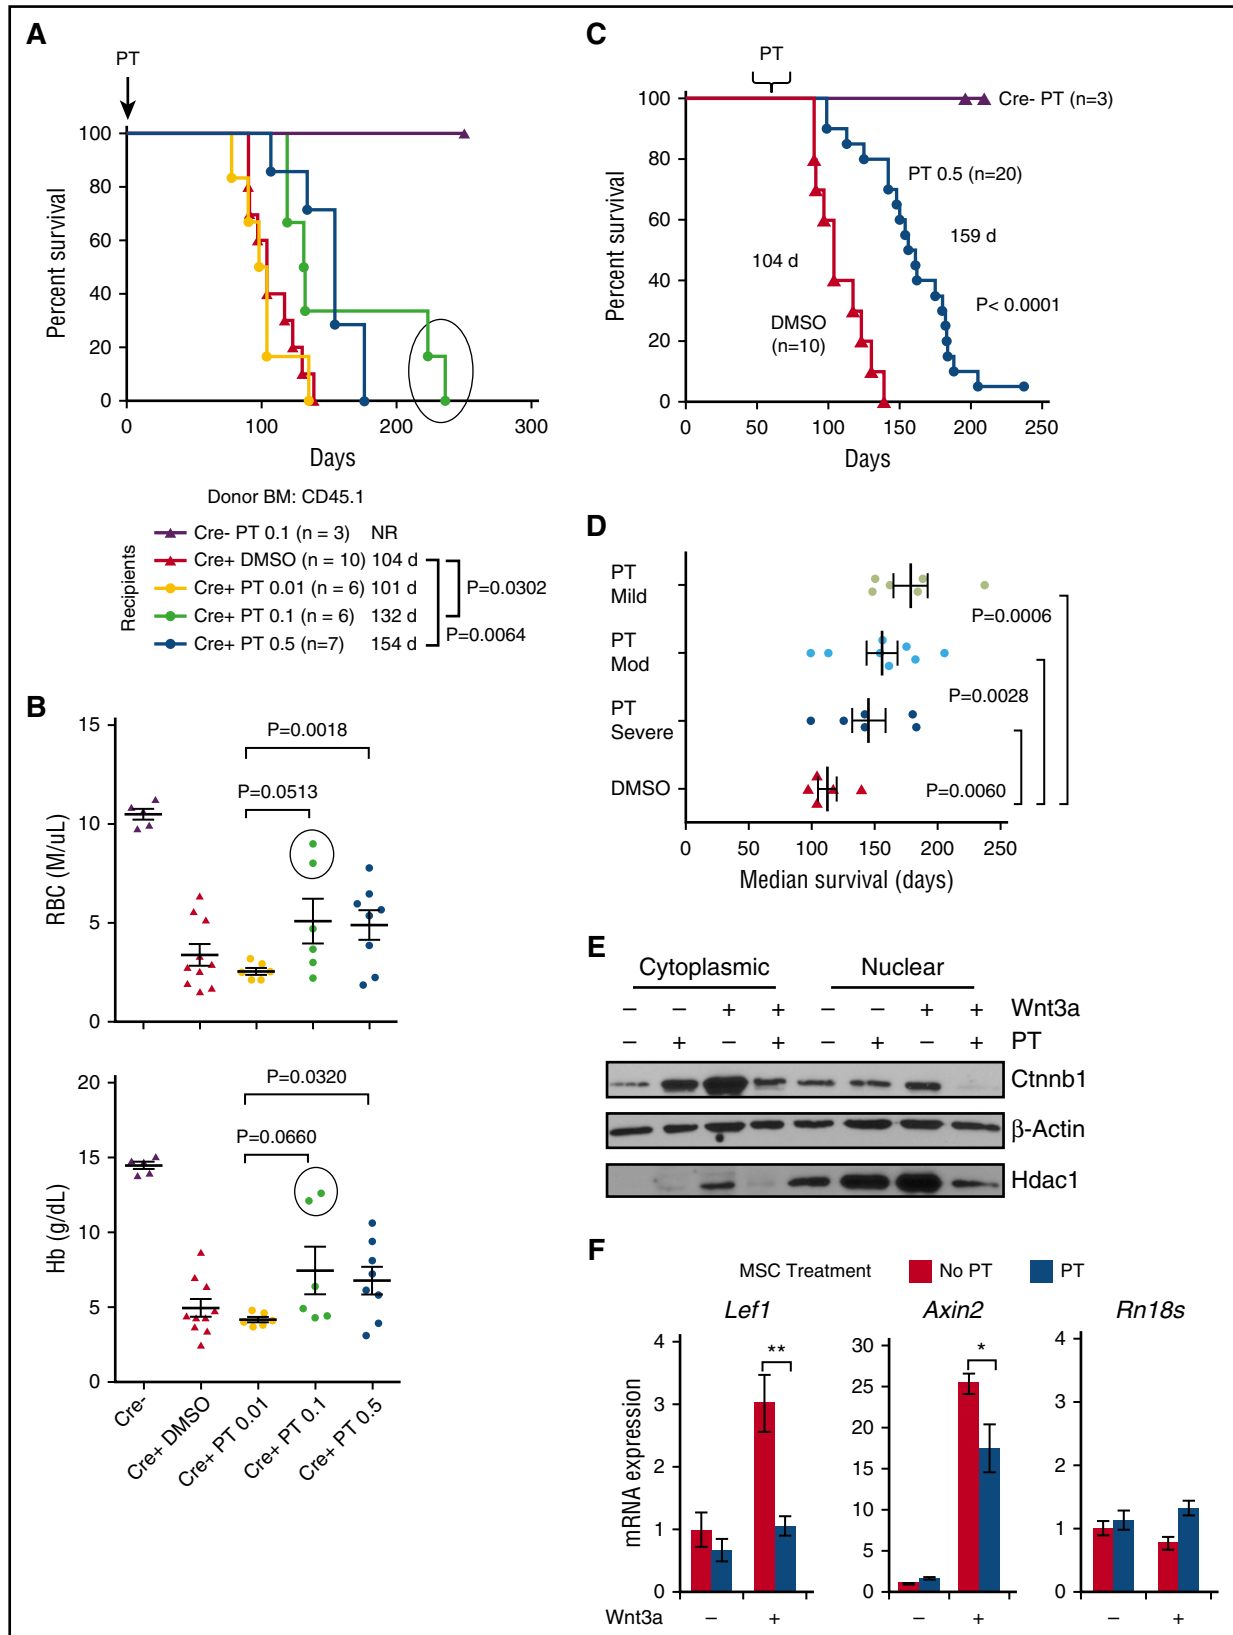 A
PT
100
80
60
40
20
0
Percent survival
0 100 200 300
Days
Donor BM: CD45.1
Recipients
Cre- PT 0.1 (n = 3) NR
Cre+ DMSO (n = 10) 104 d
Cre+ PT 0.01 (n = 6) 101 d
Cre+ PT 0.1 (n = 6) 132 d
Cre+ PT 0.5 (n=7) 154 d
P=0.0302
P=0.0064
B
15
10
5
0
RBC (M/uL)
P=0.0018
P=0.0513
20
15
10
5
0
Hb (g/dL)
P=0.0320
P=0.0660
Cre-
Cre+ DMSO
Cre+ PT 0.01
Cre+ PT 0.1
Cre+ PT 0.5
C
PT
100
80
60
40
20
0
Percent survival
Cre- PT (n=3)
PT 0.5 (n=20)
159 d
104 d
P< 0.0001
DMSO
(n=10)
0 50 100 150 200 250
Days
D
PT
Mild
PT
Mod
PT
Severe
DMSO
P=0.0006
P=0.0028
P=0.0060
0 50 100 150 200 250
Median survival (days)
E
Cytoplasmic Nuclear
– – + + – – + + Wnt3a
– + – + – + – + PT
Ctnnb1
β-Actin
Hdac1
F
MSC Treatment No PT PT
Lef1 Axin2 Rn18s
mRNA expression
4
3
2
1
0
**
30
25
20
15
10
5
0
*
4
3
2
1
0
Wnt3a – + – + – +